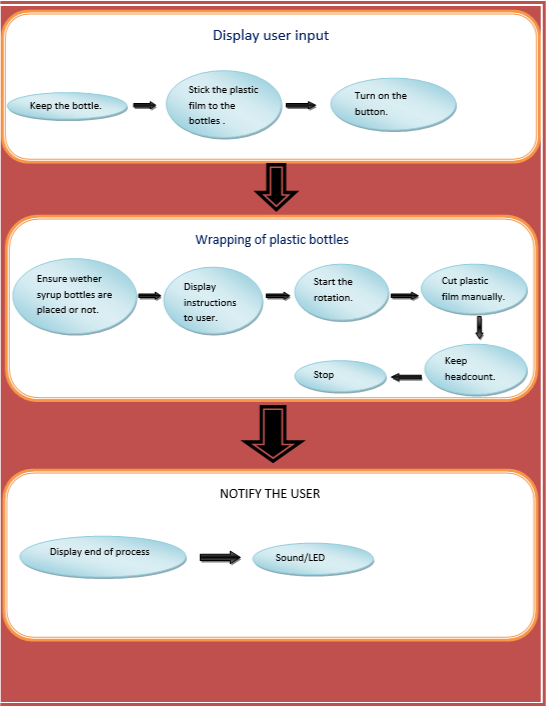 Display user input
Keep the bottle.
Stick the plastic
film to the
bottles .
Turn on the
button.
Wrapping of plastic bottles
Ensure wether
syrup bottles are
placed or not.
Display
instructions
to user.
Start the
rotation.
Cut plastic
film manually.
Keep
headcount.
Stop
NOTIFY THE USER
Display end of process
Sound/LED